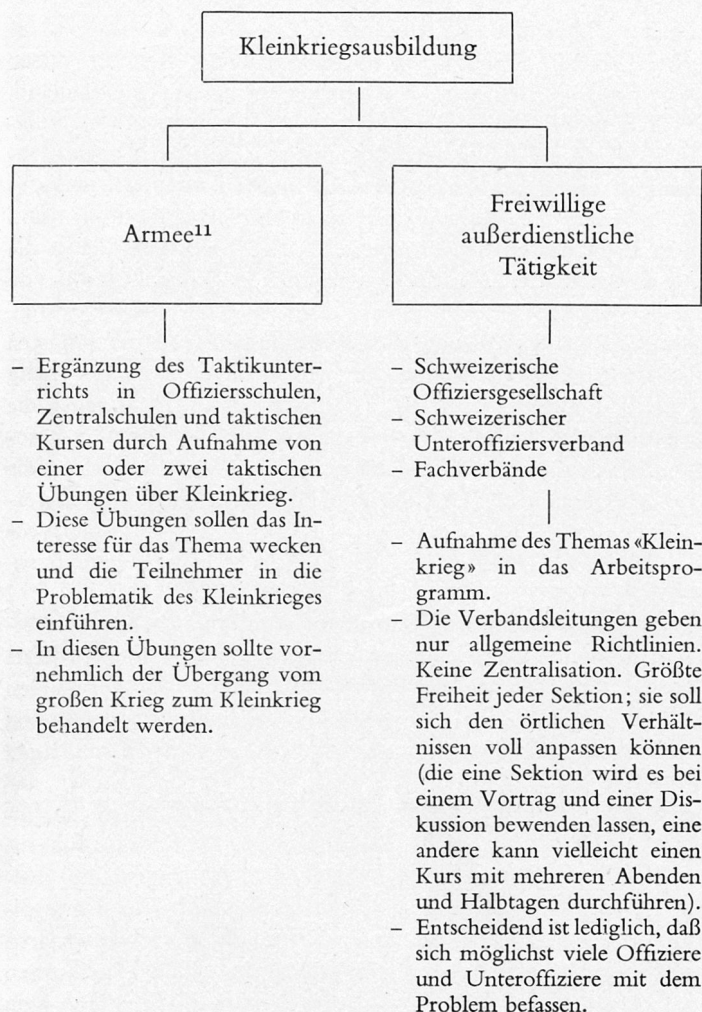 Kleinkriegsausbildung
Armee¹¹
Freiwillige
außerdienstliche
Tätigkeit
– Ergänzung des Taktikunter-
richts in Offiziersschulen,
Zentralschulen und taktischen
Kursen durch Aufnahme von
einer oder zwei taktischen
Übungen über Kleinkrieg.
– Diese Übungen sollen das In-
teresse für das Thema wecken
und die Teilnehmer in die
Problematik des Kleinkrieges
einführen.
– In diesen Übungen sollte vor-
nehmlich der Übergang vom
großen Krieg zum Kleinkrieg
behandelt werden.
– Schweizerische
Offiziersgesellschaft
– Schweizerischer
Unteroffiziersverband
– Fachverbände
– Aufnahme des Themas «Klein-
krieg» in das Arbeitspro-
gramm.
– Die Verbandsleitungen geben
nur allgemeine Richtlinien.
Keine Zentralisation. Größte
Freiheit jeder Sektion; sie soll
sich den örtlichen Verhält-
nissen voll anpassen können
(die eine Sektion wird es bei
einem Vortrag und einer Dis-
kussion bewenden lassen, eine
andere kann vielleicht einen
Kurs mit mehreren Abenden
und Halbtagen durchführen).
– Entscheidend ist lediglich, daß
sich möglichst viele Offiziere
und Unteroffiziere mit dem
Problem befassen.